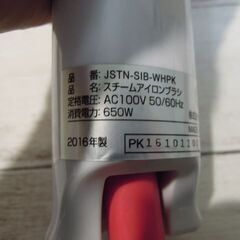 品番: JSTN-SIB-WHPK
品名: スチームアイロンブラシ
定格電圧: AC100V 50/60Hz
消費電力: 650W
2016年製
PK161011